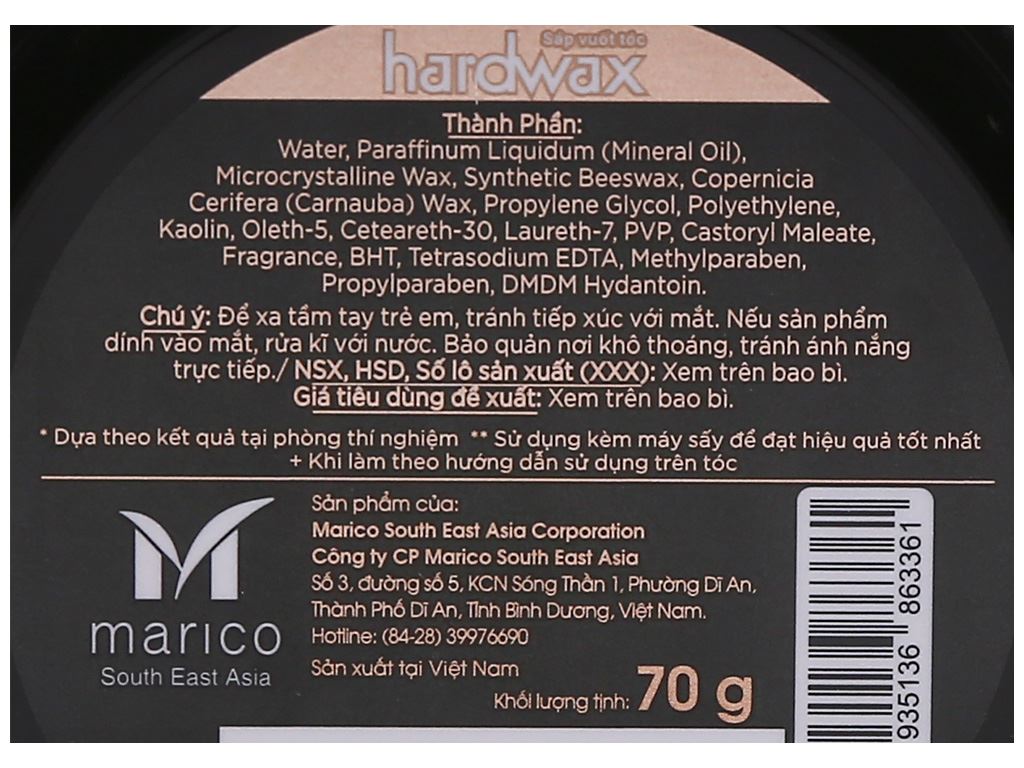 Sáp vuốt tóc
hardwax
Thành Phần:
Water, Paraffinum Liquidum (Mineral Oil),
Microcrystalline Wax, Synthetic Beeswax, Copernicia
Cerifera (Carnauba) Wax, Propylene Glycol, Polyethylene,
Kaolin, Oleth-5, Ceteareth-30, Laureth-7, PVP, Castoryl Maleate,
Fragrance, BHT, Tetrasodium EDTA, Methylparaben,
Propylparaben, DMDM Hydantoin.
Chú ý: Để xa tầm tay trẻ em, tránh tiếp xúc với mắt. Nếu sản phẩm
dính vào mắt, rửa kĩ với nước. Bảo quản nơi khô thoáng, tránh ánh nắng
trực tiếp./ NSX, HSD, Số lô sản xuất (XXX): Xem trên bao bì.
Giá tiêu dùng đề xuất: Xem trên bao bì.
* Dựa theo kết quả tại phòng thí nghiệm ** Sử dụng kèm máy sấy để đạt hiệu quả tốt nhất
+ Khi làm theo hướng dẫn sử dụng trên tóc
marico
South East Asia
Sản phẩm của:
Marico South East Asia Corporation
Công ty CP Marico South East Asia
Số 3, đường số 5, KCN Sóng Thần 1, Phường Dĩ An,
Thành Phố Dĩ An, Tỉnh Bình Dương, Việt Nam.
Hotline: (84-28) 39976690
Sản xuất tại Việt Nam
Khối lượng tịnh: 70 g
935136 863361